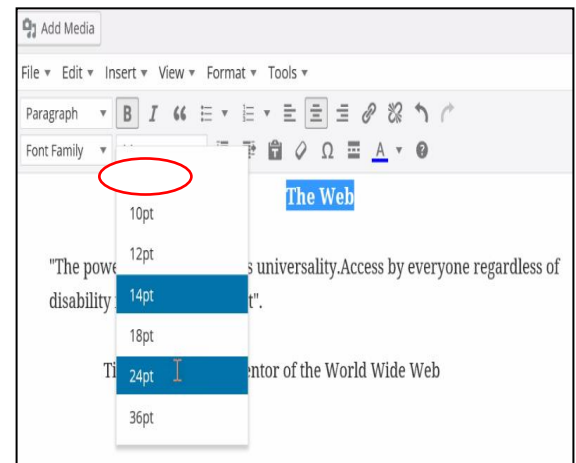 Add Media
File Edit Insert View Format Tools
Paragraph B I
Font Family Ω A
The Web
10pt
12pt
"The powe s universality.Access by everyone regardless of
14pt
disability t".
18pt
Ti entor of the World Wide Web
24pt
36pt